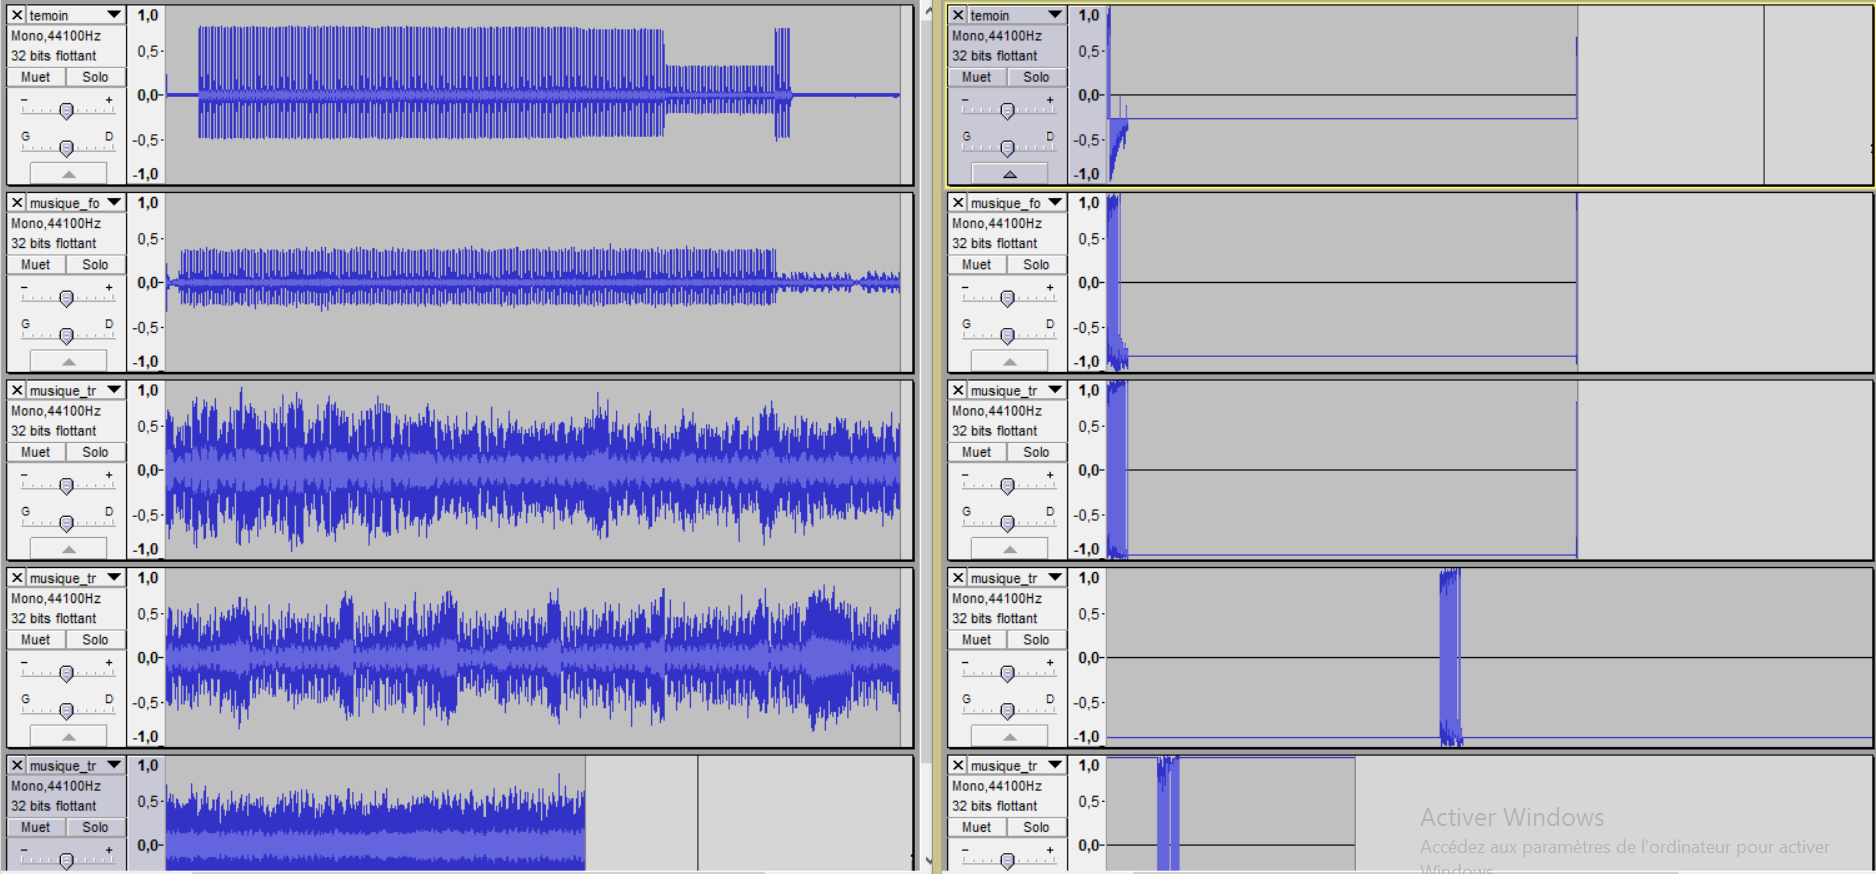 temoin
Mono,44100Hz
32 bits flottant
Muet Solo
- +
G D
1,0
0,5-
0,0-
-0,5-
-1,0
musique_fo
Mono,44100Hz
32 bits flottant
Muet Solo
- +
G D
1,0
0,5-
0,0-
-0,5-
-1,0
musique_tr
Mono,44100Hz
32 bits flottant
Muet Solo
- +
G D
1,0
0,5-
0,0-
-0,5-
-1,0
musique_tr
Mono,44100Hz
32 bits flottant
Muet Solo
- +
G D
1,0
0,5-
0,0-
-0,5-
-1,0
musique_tr
Mono,44100Hz
32 bits flottant
Muet Solo
- +
1,0
0,5-
0,0-
temoin
Mono,44100Hz
32 bits flottant
Muet Solo
- +
G D
1,0
0,5-
0,0-
-0,5-
-1,0
musique_fo
Mono,44100Hz
32 bits flottant
Muet Solo
- +
G D
1,0
0,5-
0,0-
-0,5-
-1,0
musique_tr
Mono,44100Hz
32 bits flottant
Muet Solo
- +
G D
1,0
0,5-
0,0-
-0,5-
-1,0
musique_tr
Mono,44100Hz
32 bits flottant
Muet Solo
- +
G D
1,0
0,5-
0,0-
-0,5-
-1,0
musique_tr
Mono,44100Hz
32 bits flottant
Muet Solo
- +
1,0
0,5-
0,0-
Activer Windows
Accédez aux paramètres de l'ordinateur pour activer
Windows